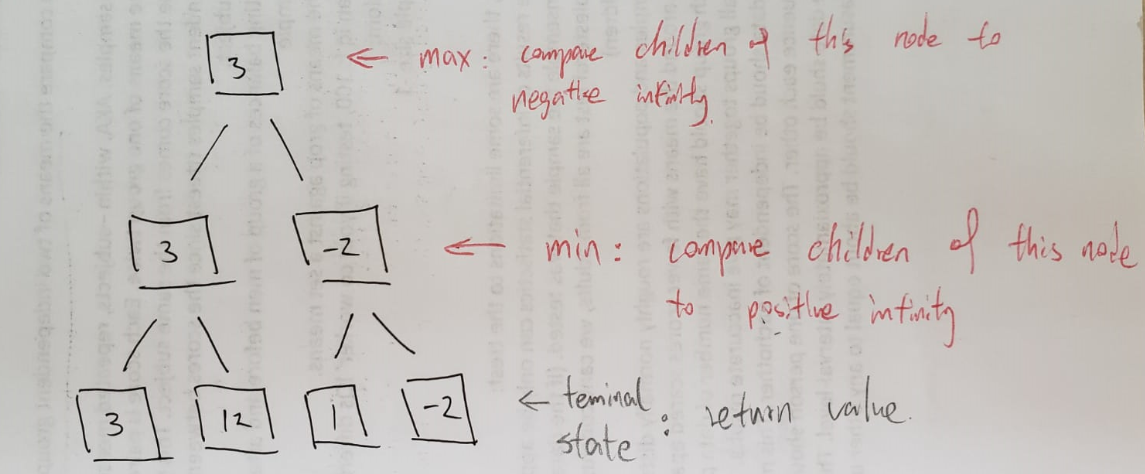 3
← max: compare children of this node to
negative infinity.
3
-2
← min: compare children of this node
to positive infinity
3
12
1
-2
← teminal
state : return value.